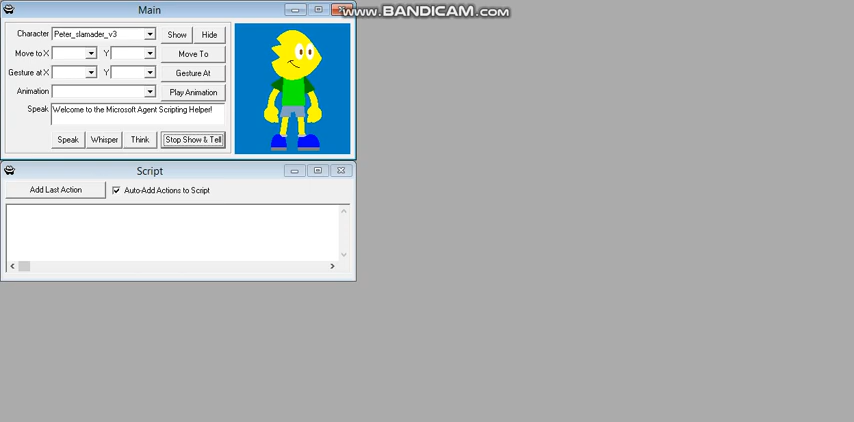 Main
www.BANDICAM.com
Character Peter_slamader_v3 Show Hide
Move to X Y Move To
Gesture at X Y Gesture At
Animation Play Animation
Speak Welcome to the Microsoft Agent Scripting Helper!
Speak Whisper Think Stop Show & Tell
Script
Add Last Action Auto-Add Actions to Script